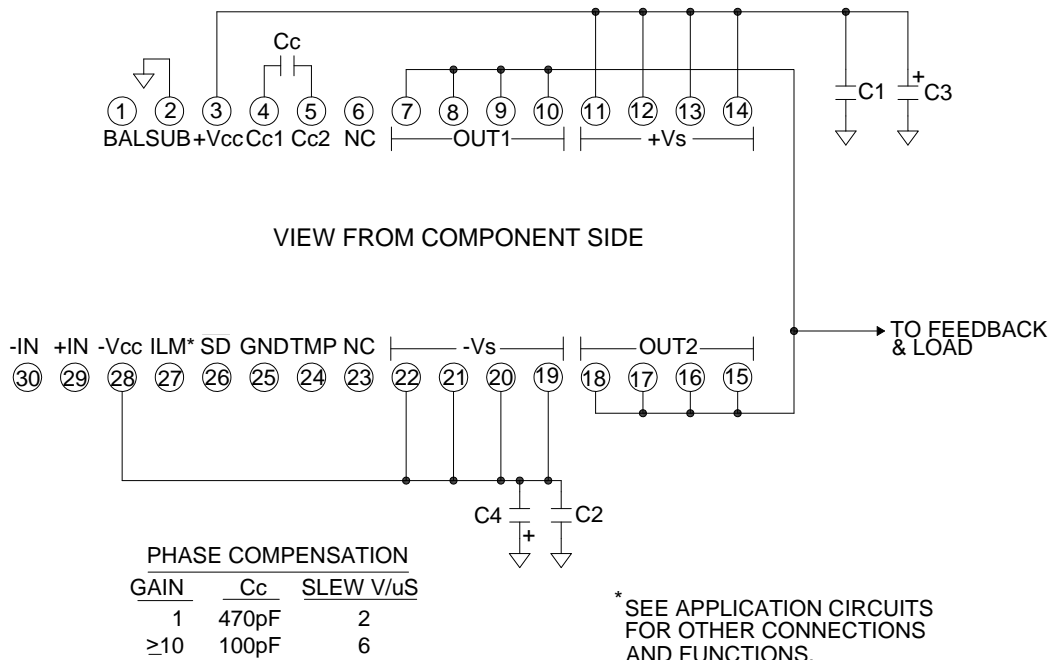 Cc
+
C1 C3
1 2 3 4 5 6 7 8 9 10 11 12 13 14
BAL SUB +Vcc Cc1 Cc2 NC OUT1 +Vs
VIEW FROM COMPONENT SIDE
TO FEEDBACK
& LOAD
-IN +IN -Vcc ILM* SD GND TMP NC -Vs OUT2
30 29 28 27 26 25 24 23 22 21 20 19 18 17 16 15
C4 C2
+
PHASE COMPENSATION
GAIN Cc SLEW V/uS
1 470pF 2
≥10 100pF 6
*SEE APPLICATION CIRCUITS
FOR OTHER CONNECTIONS
AND FUNCTIONS.